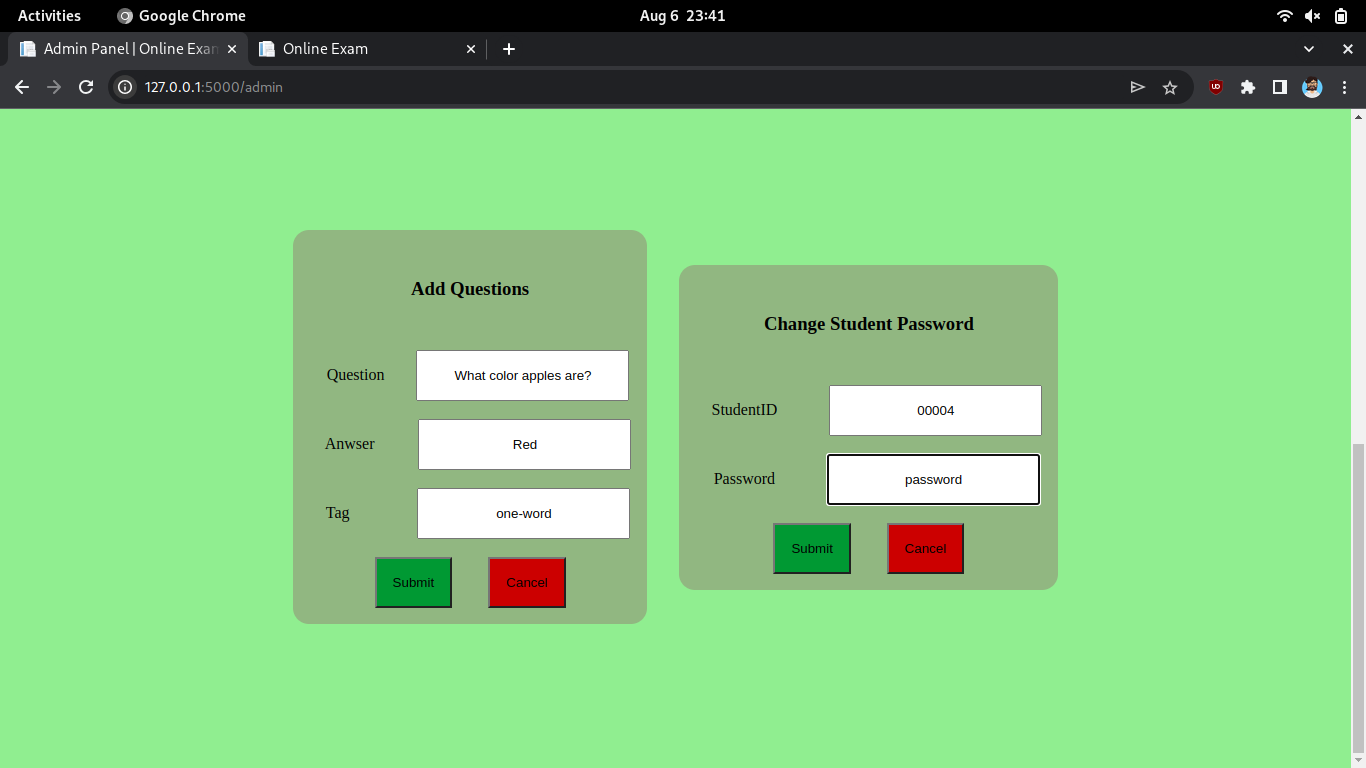 Activities Google Chrome Aug 6 23:41
Admin Panel | Online Exan Online Exam
127.0.0.1:5000/admin
Add Questions
Question What color apples are?
Anwser Red
Tag one-word
Submit Cancel
Change Student Password
StudentID 00004
Password password
Submit Cancel